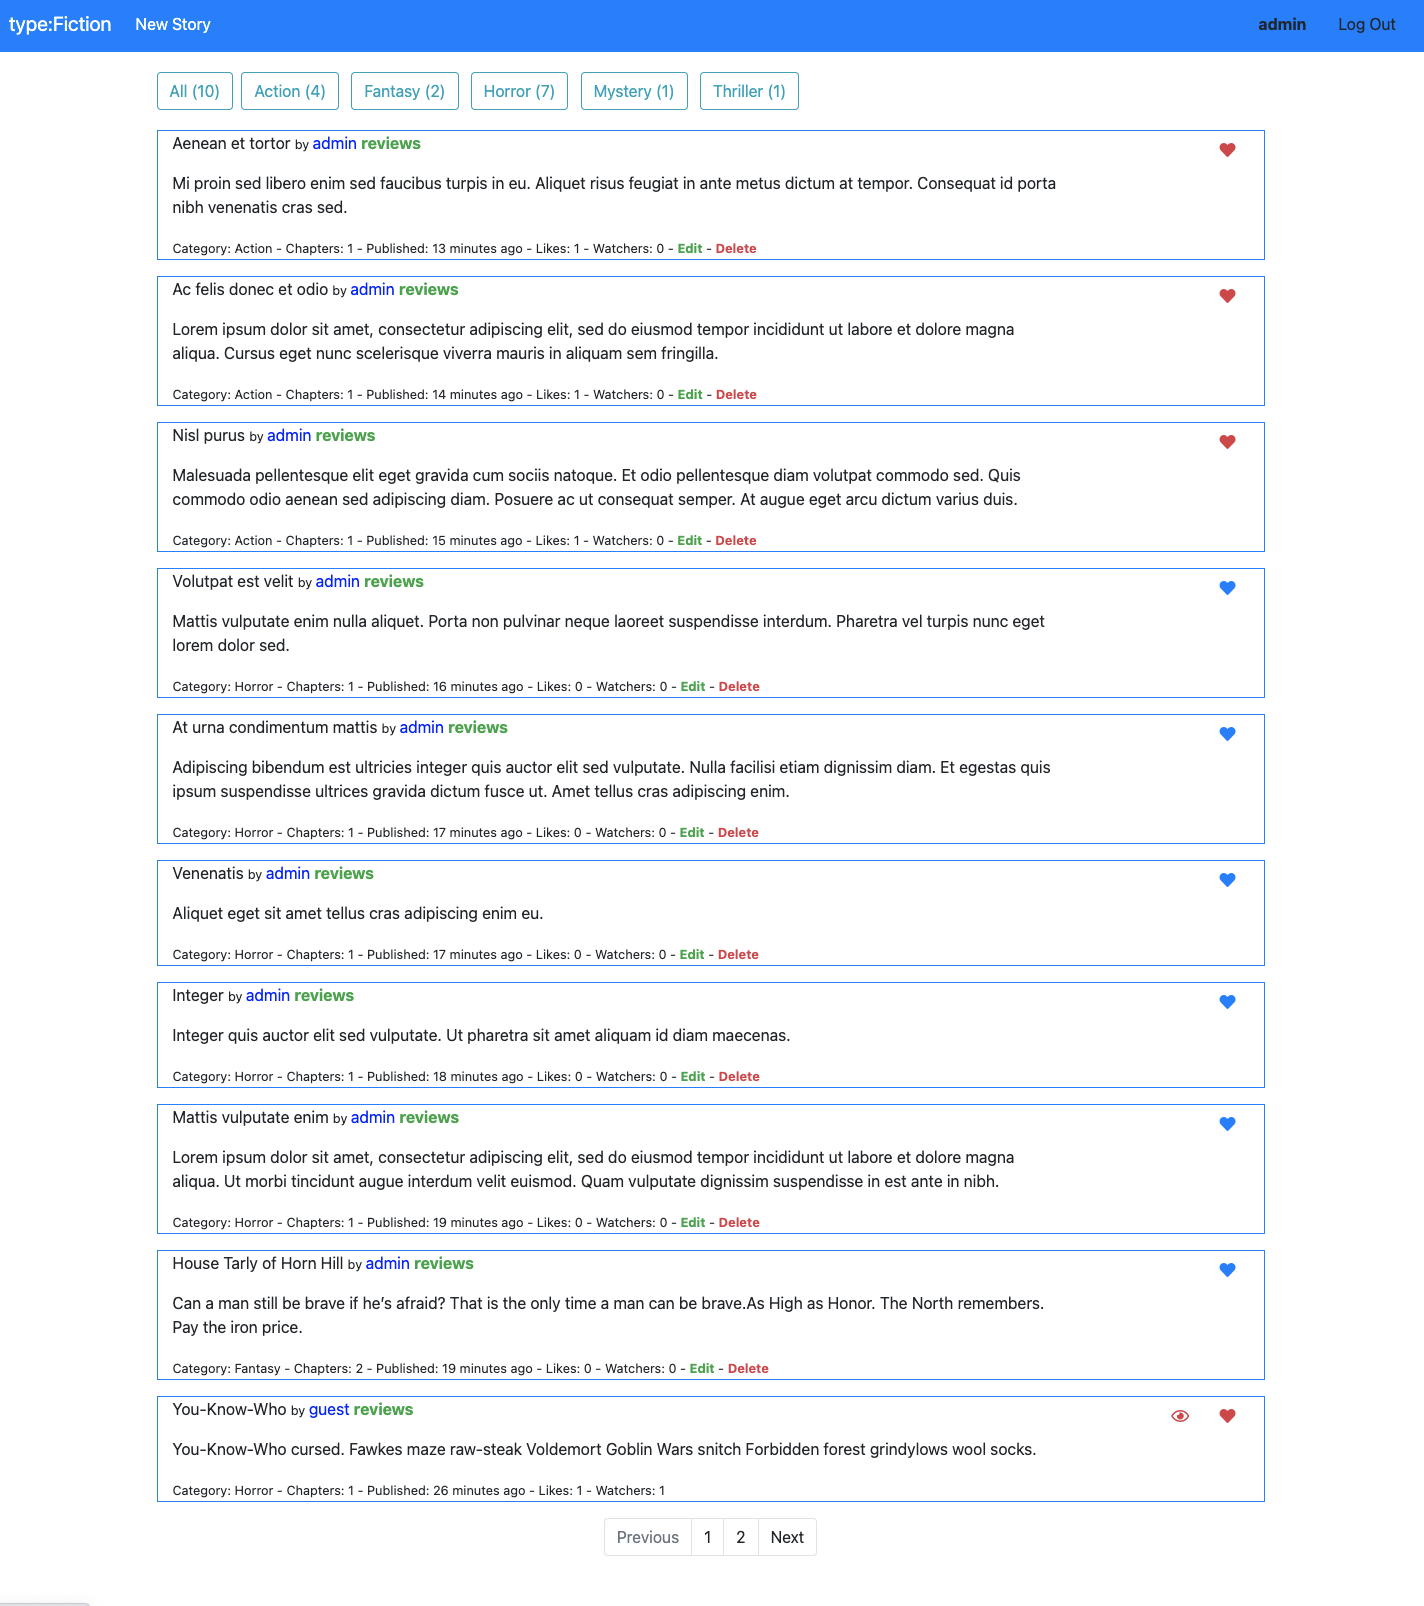 type:Fiction New Story admin Log Out
All (10) Action (4) Fantasy (2) Horror (7) Mystery (1) Thriller (1)
Aenean et tortor by admin reviews
Mi proin sed libero enim sed faucibus turpis in eu. Aliquet risus feugiat in ante metus dictum at tempor. Consequat id porta
nibh venenatis cras sed.
Category: Action - Chapters: 1 - Published: 13 minutes ago - Likes: 1 - Watchers: 0 - Edit - Delete
Ac felis donec et odio by admin reviews
Lorem ipsum dolor sit amet, consectetur adipiscing elit, sed do eiusmod tempor incididunt ut labore et dolore magna
aliqua. Cursus eget nunc scelerisque viverra mauris in aliquam sem fringilla.
Category: Action - Chapters: 1 - Published: 14 minutes ago - Likes: 1 - Watchers: 0 - Edit - Delete
Nisl purus by admin reviews
Malesuada pellentesque elit eget gravida cum sociis natoque. Et odio pellentesque diam volutpat commodo sed. Quis
commodo odio aenean sed adipiscing diam. Posuere ac ut consequat semper. At augue eget arcu dictum varius duis.
Category: Action - Chapters: 1 - Published: 15 minutes ago - Likes: 1 - Watchers: 0 - Edit - Delete
Volutpat est velit by admin reviews
Mattis vulputate enim nulla aliquet. Porta non pulvinar neque laoreet suspendisse interdum. Pharetra vel turpis nunc eget
lorem dolor sed.
Category: Horror - Chapters: 1 - Published: 16 minutes ago - Likes: 0 - Watchers: 0 - Edit - Delete
At urna condimentum mattis by admin reviews
Adipiscing bibendum est ultricies integer quis auctor elit sed vulputate. Nulla facilisi etiam dignissim diam. Et egestas quis
ipsum suspendisse ultrices gravida dictum fusce ut. Amet tellus cras adipiscing enim.
Category: Horror - Chapters: 1 - Published: 17 minutes ago - Likes: 0 - Watchers: 0 - Edit - Delete
Venenatis by admin reviews
Aliquet eget sit amet tellus cras adipiscing enim eu.
Category: Horror - Chapters: 1 - Published: 17 minutes ago - Likes: 0 - Watchers: 0 - Edit - Delete
Integer by admin reviews
Integer quis auctor elit sed vulputate. Ut pharetra sit amet aliquam id diam maecenas.
Category: Horror - Chapters: 1 - Published: 18 minutes ago - Likes: 0 - Watchers: 0 - Edit - Delete
Mattis vulputate enim by admin reviews
Lorem ipsum dolor sit amet, consectetur adipiscing elit, sed do eiusmod tempor incididunt ut labore et dolore magna
aliqua. Ut morbi tincidunt augue interdum velit euismod. Quam vulputate dignissim suspendisse in est ante in nibh.
Category: Horror - Chapters: 1 - Published: 19 minutes ago - Likes: 0 - Watchers: 0 - Edit - Delete
House Tarly of Horn Hill by admin reviews
Can a man still be brave if he’s afraid? That is the only time a man can be brave.As High as Honor. The North remembers.
Pay the iron price.
Category: Fantasy - Chapters: 2 - Published: 19 minutes ago - Likes: 0 - Watchers: 0 - Edit - Delete
You-Know-Who by guest reviews
You-Know-Who cursed. Fawkes maze raw-steak Voldemort Goblin Wars snitch Forbidden forest grindylows wool socks.
Category: Horror - Chapters: 1 - Published: 26 minutes ago - Likes: 1 - Watchers: 1
Previous 1 2 Next